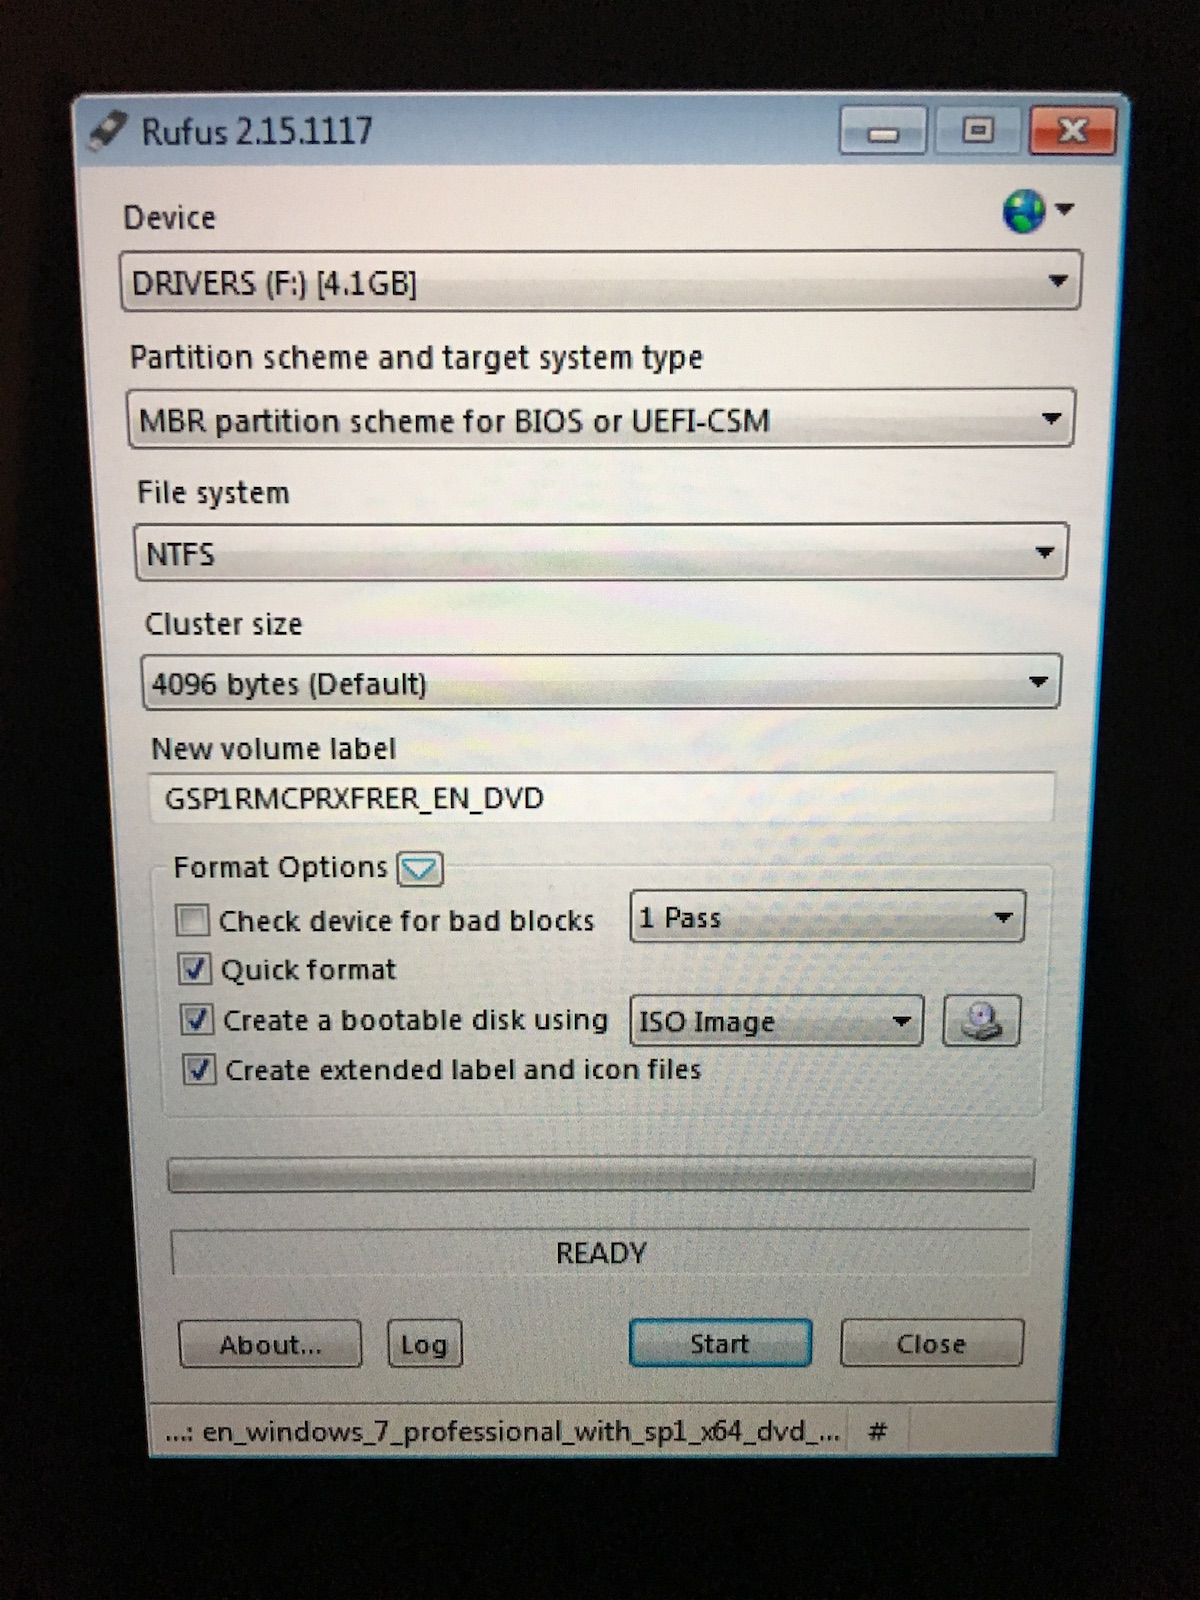 Rufus 2.15.1117
Device
DRIVERS (F:) [4.1GB]
Partition scheme and target system type
MBR partition scheme for BIOS or UEFI-CSM
File system
NTFS
Cluster size
4096 bytes (Default)
New volume label
GSP1RMCPRXFRER_EN_DVD
Format Options
Check device for bad blocks 1 Pass
Quick format
Create a bootable disk using ISO Image
Create extended label and icon files
READY
About... Log Start Close
...: en_windows_7_professional_with_sp1_x64_dvd_... #